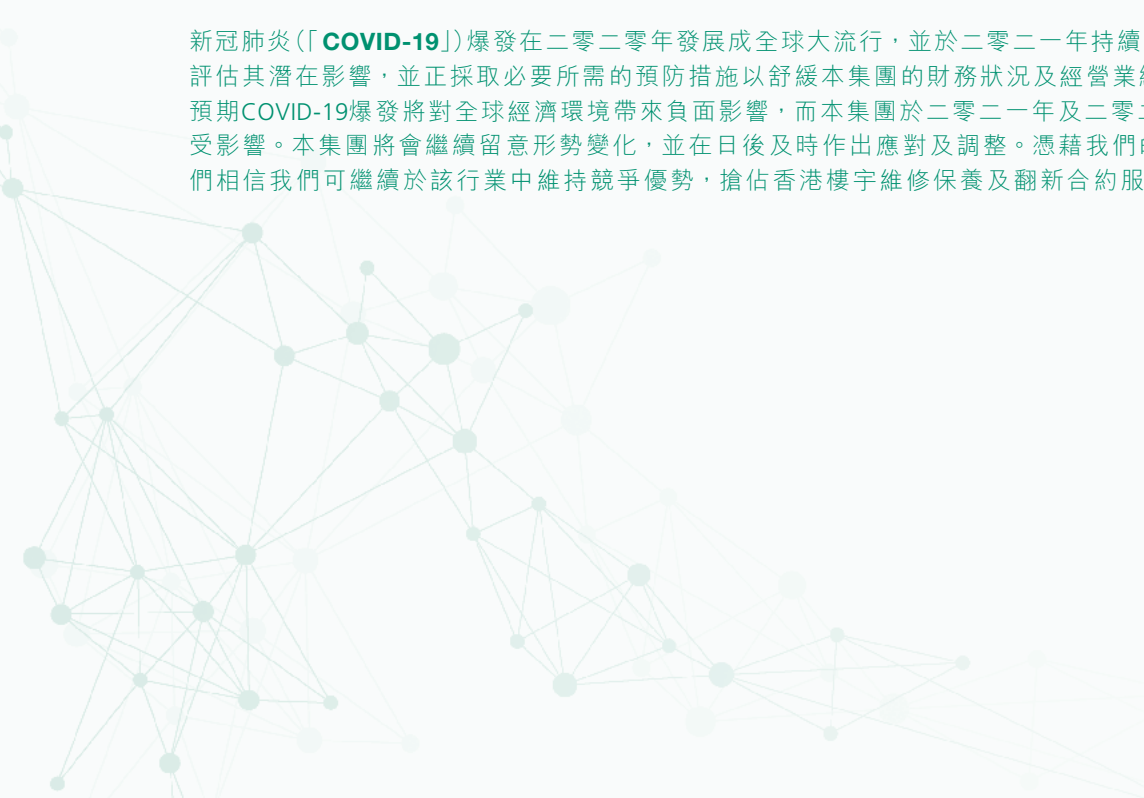 新冠肺炎(「COVID-19」)爆發在二零二零年發展成全球大流行，並於二零二一年持續
評估其潛在影響，並正採取必要所需的預防措施以舒緩本集團的財務狀況及經營業
預期COVID-19爆發將對全球經濟環境帶來負面影響，而本集團於二零二一年及二零
受影響。本集團將會繼續留意形勢變化，並在日後及時作出應對及調整。憑藉我們
們相信我們可繼續於該行業中維持競爭優勢，搶佔香港樓宇維修保養及翻新合約服